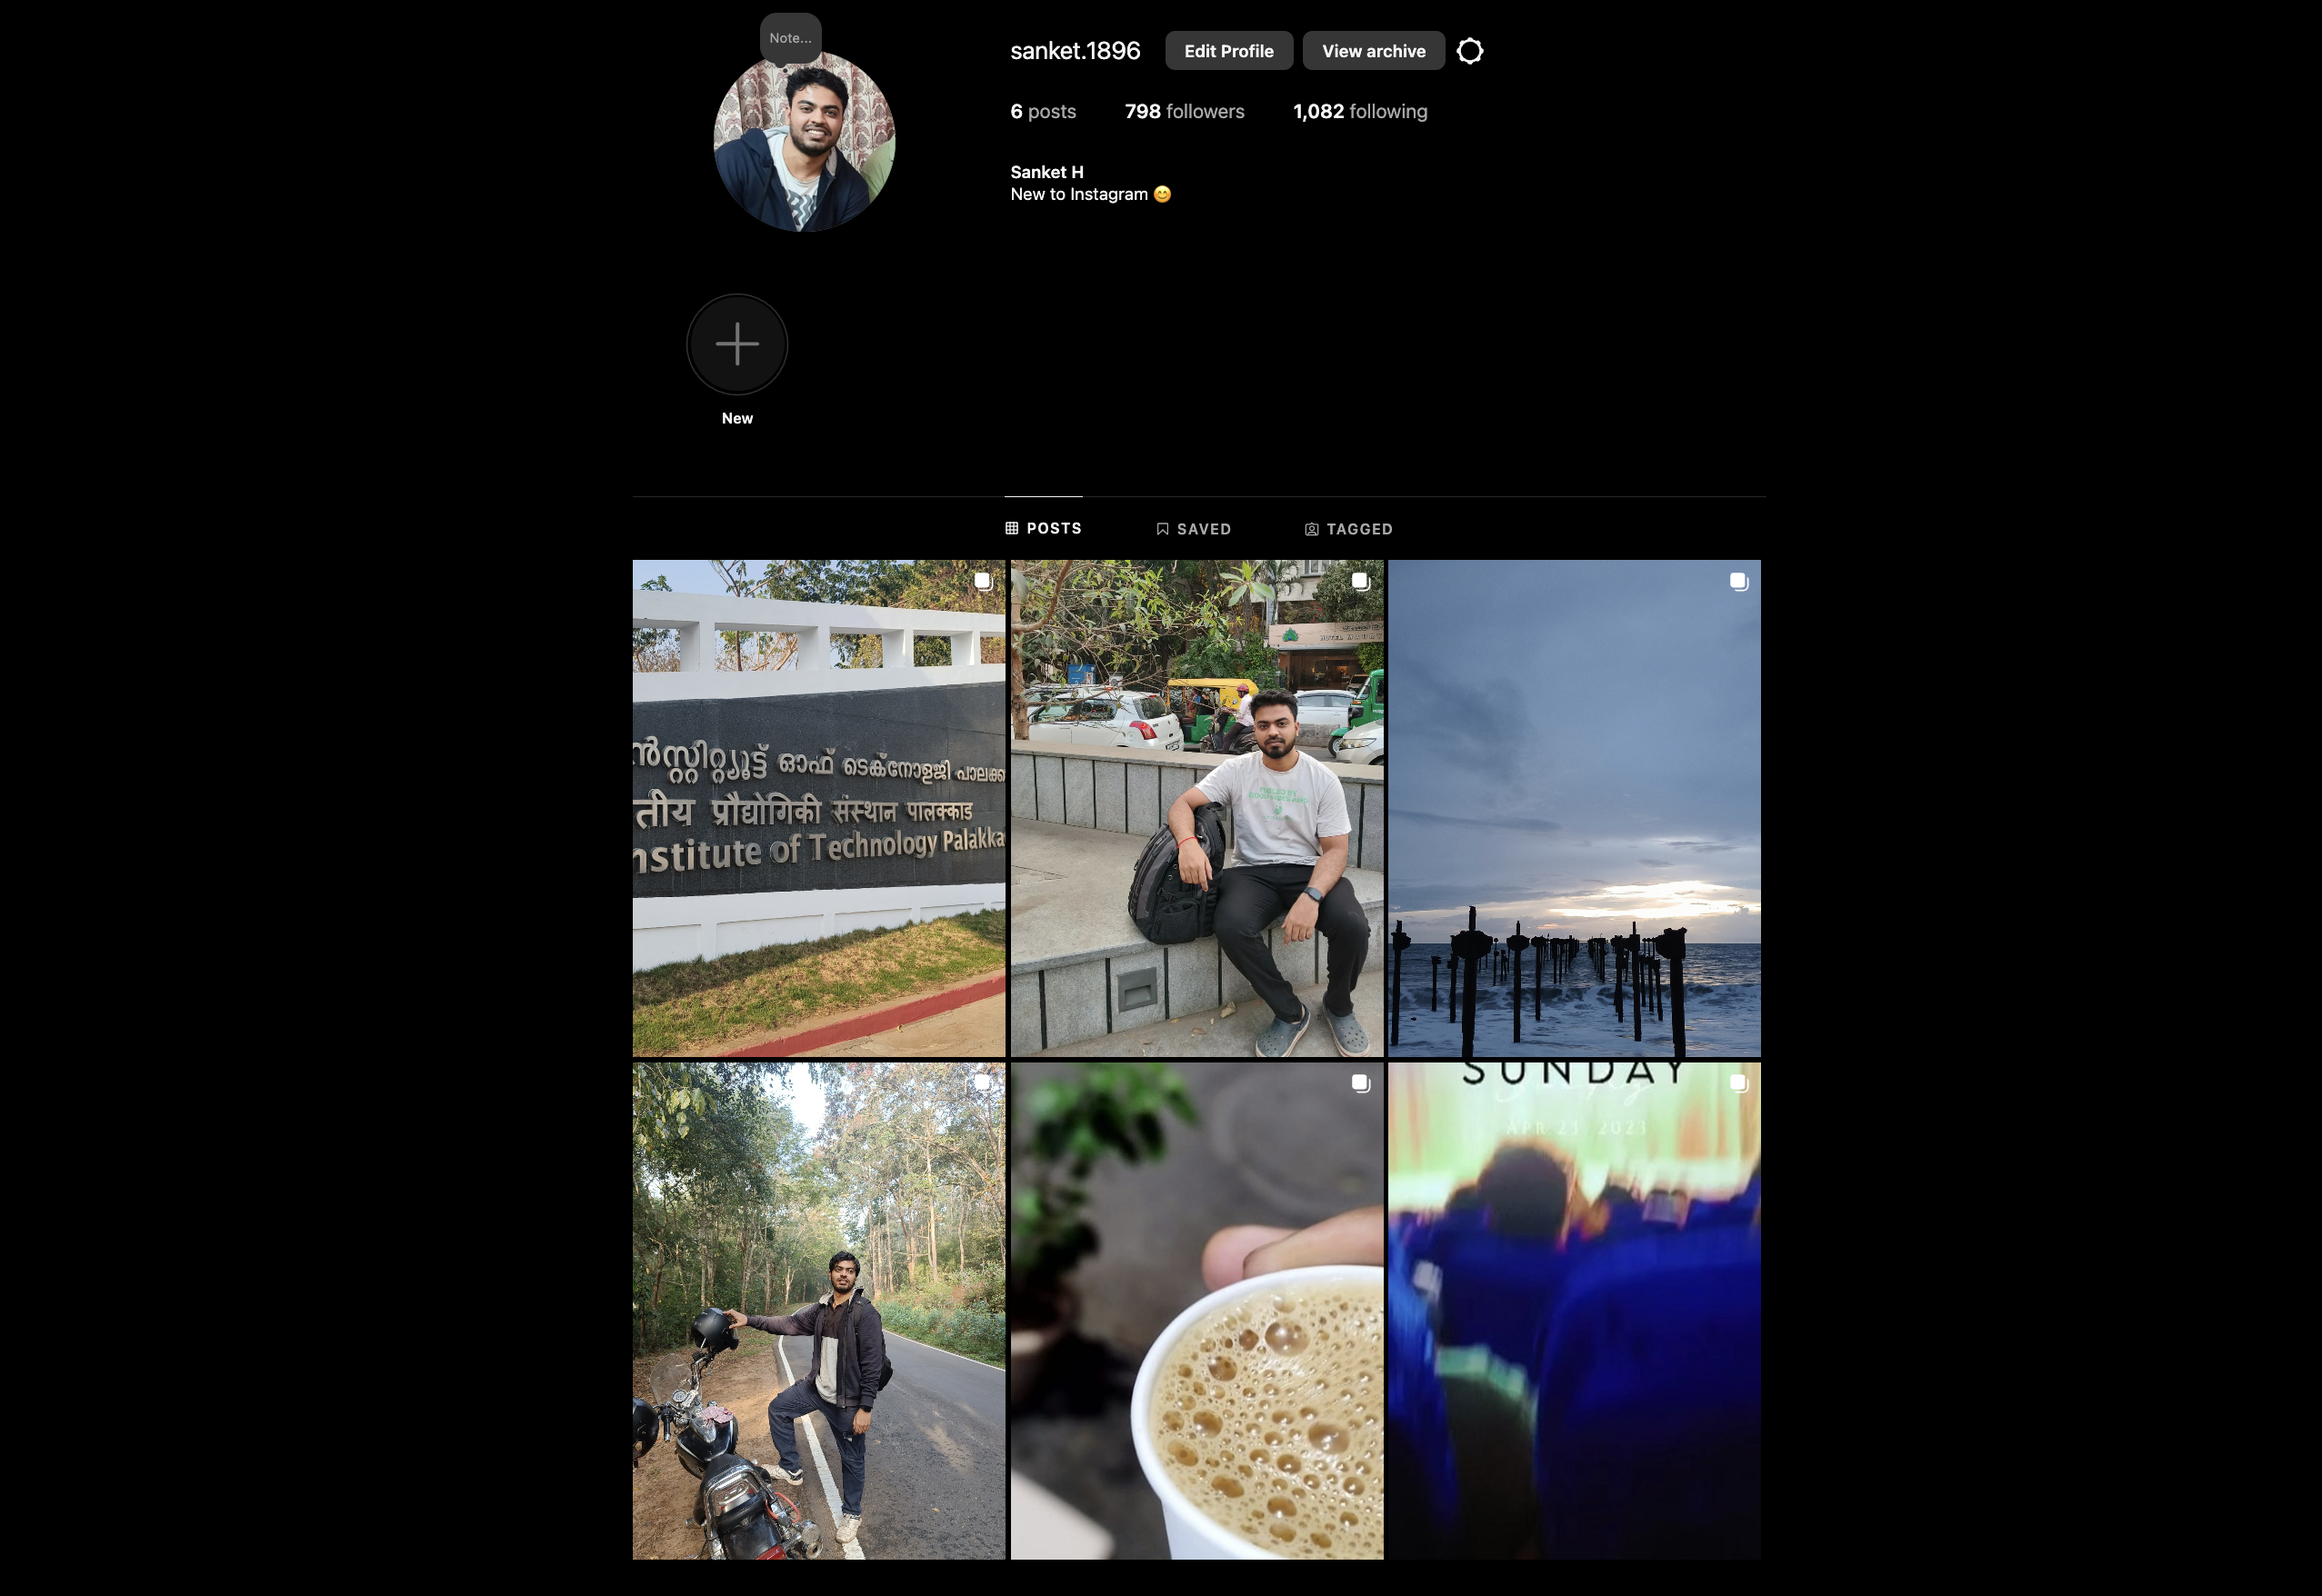 Note...
sanket.1896
Edit Profile
View archive
6 posts
798 followers
1,082 following
Sanket H
New to Instagram 😊
New
POSTS
SAVED
TAGGED
ൻസ്റ്റിറ്റ്യൂട്ട് ഓഫ് ടെക്നോളജി പാലക്ക
तीय प्रौद्योगिकी संस्थान पालक्काड
nstitute of Technology Palakka
HOTEL
SUNDAY
APR 23, 2023